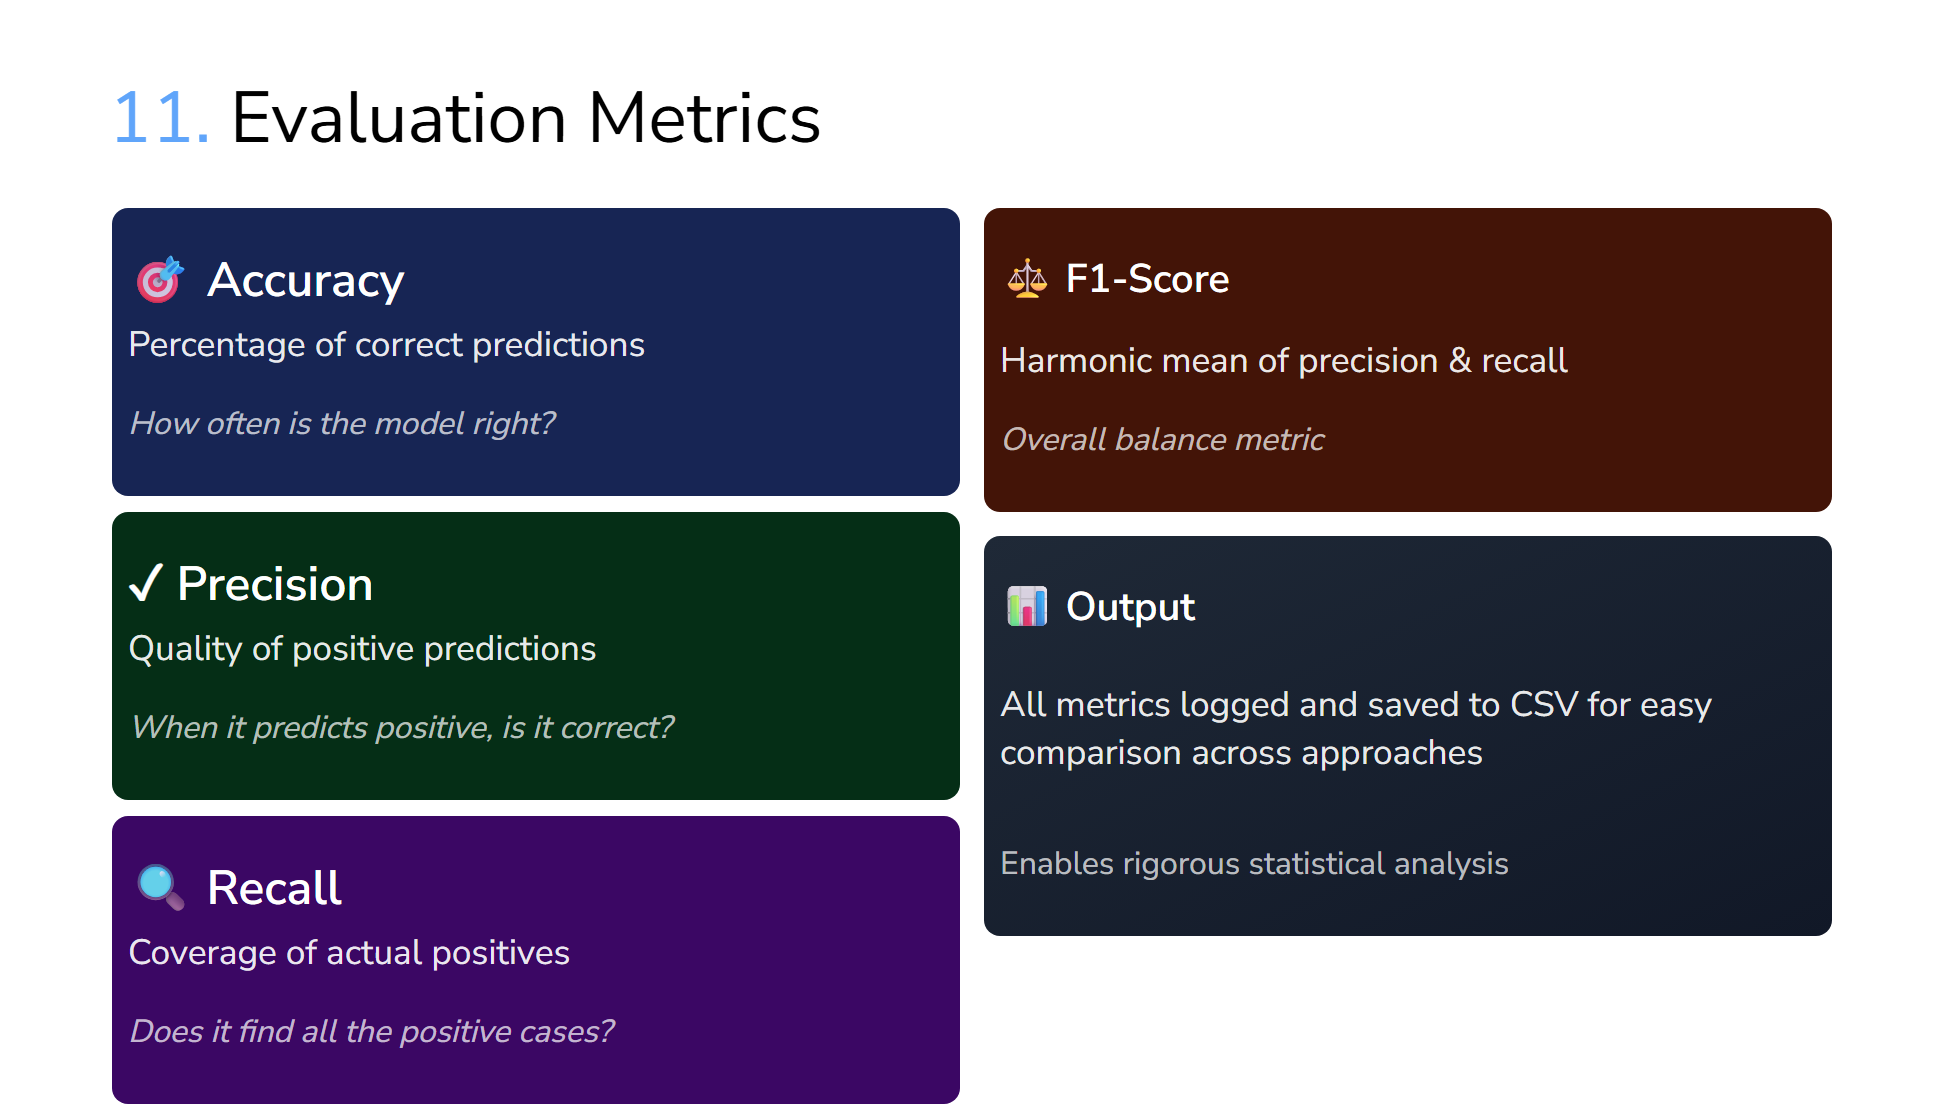 11. Evaluation Metrics
🎯 Accuracy
Percentage of correct predictions
How often is the model right?
✓ Precision
Quality of positive predictions
When it predicts positive, is it correct?
🔍 Recall
Coverage of actual positives
Does it find all the positive cases?
⚖️ F1-Score
Harmonic mean of precision & recall
Overall balance metric
📊 Output
All metrics logged and saved to CSV for easy
comparison across approaches
Enables rigorous statistical analysis